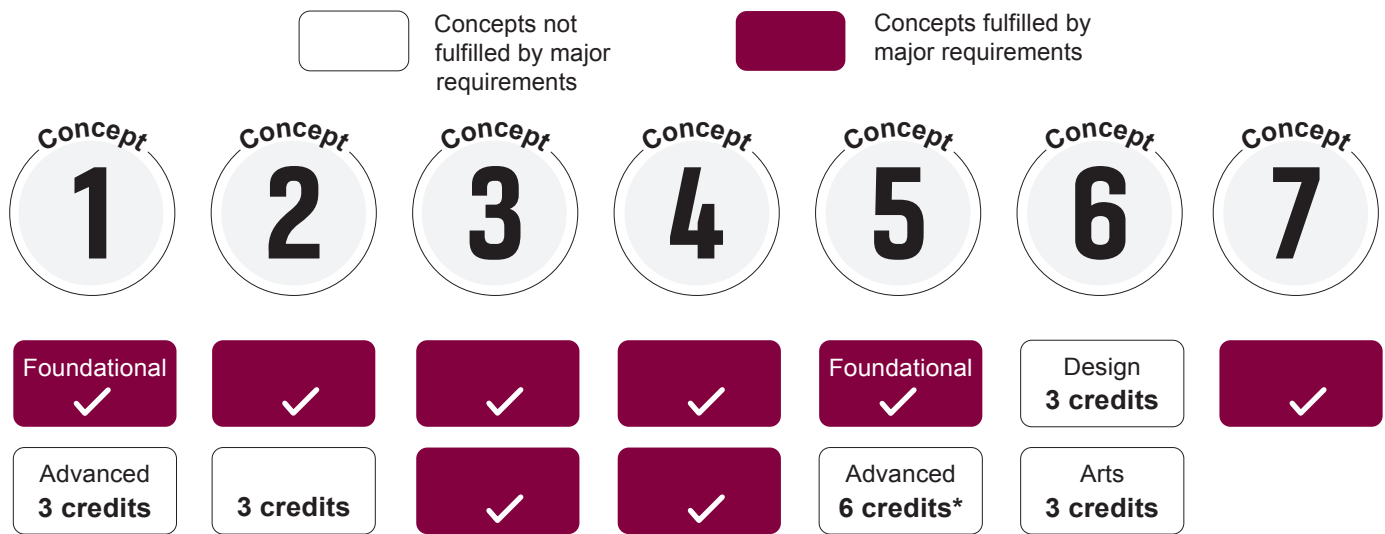 Concepts not
fulfilled by major
requirements
Concepts fulfilled by
major requirements
Concept
1
Concept
2
Concept
3
Concept
4
Concept
5
Concept
6
Concept
7
Foundational
Foundational
Design
3 credits
Advanced
3 credits
3 credits
Advanced
6 credits*
Arts
3 credits